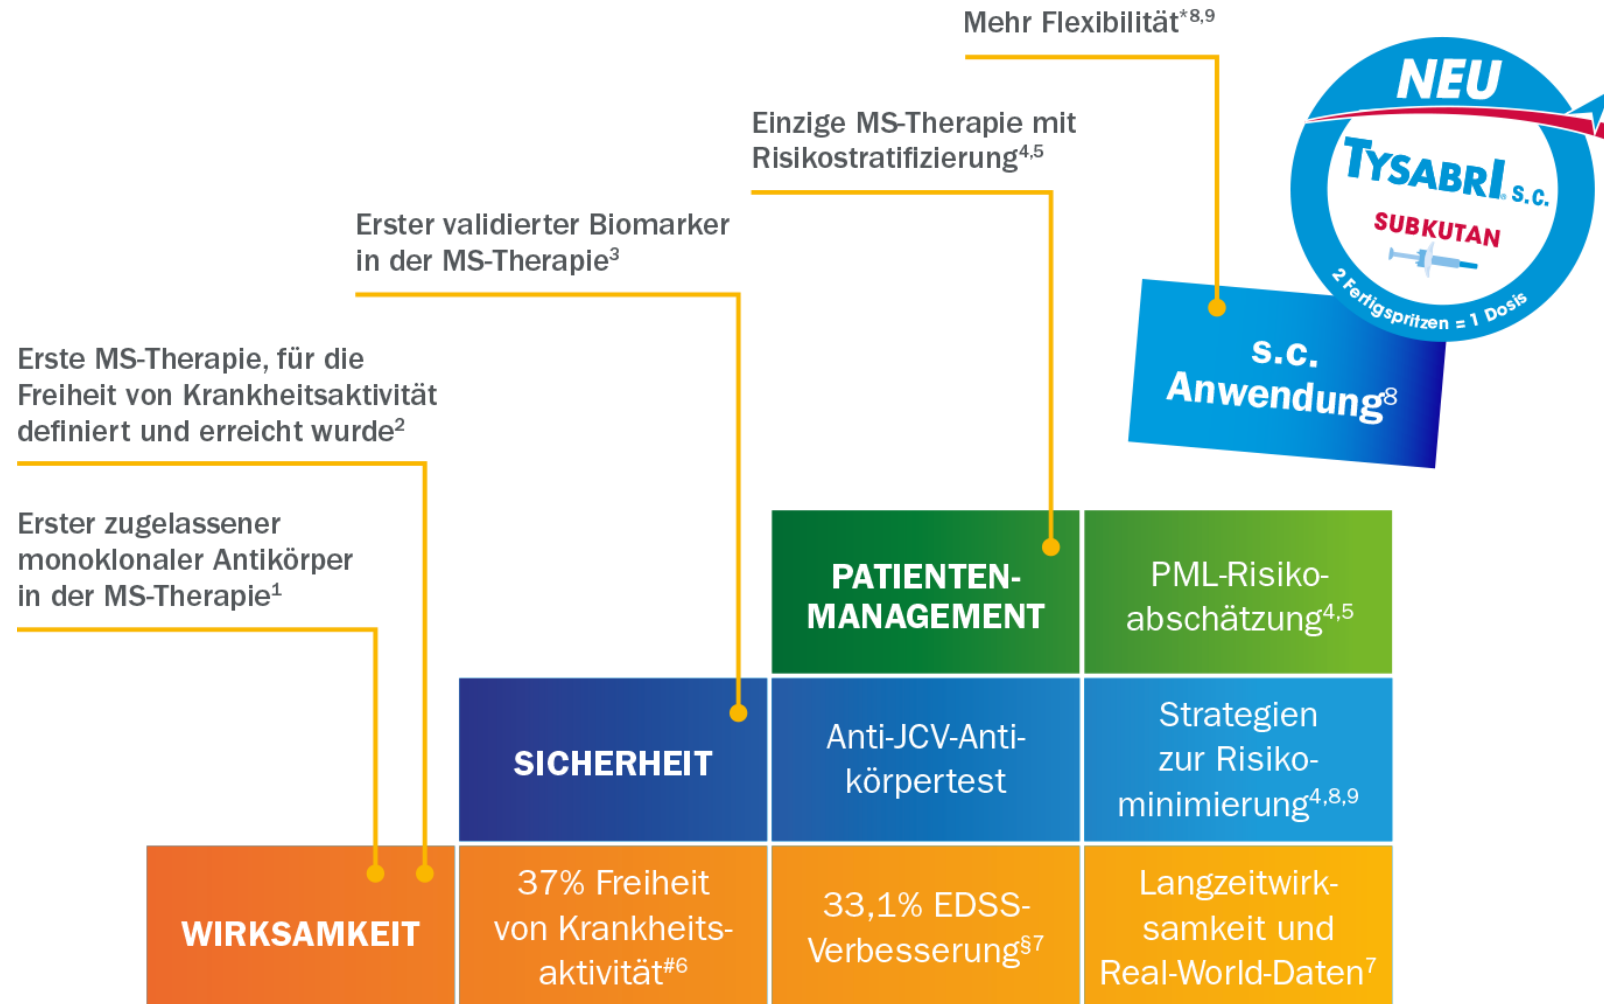 Mehr Flexibilität*8,9
NEU
TYSABRI® s.c.
SUBKUTAN
2 Fertigspritzen = 1 Dosis
Einzige MS-Therapie mit
Risikostratifizierung4,5
Erster validierter Biomarker
in der MS-Therapie3
s.c.
Anwendung8
Erste MS-Therapie, für die
Freiheit von Krankheitsaktivität
definiert und erreicht wurde2
Erster zugelassener
monoklonaler Antikörper
in der MS-Therapie1
PATIENTEN-
MANAGEMENT
PML-Risiko-
abschätzung4,5
SICHERHEIT
Anti-JCV-Anti-
körpertest
Strategien
zur Risiko-
minimierung4,8,9
WIRKSAMKEIT
37% Freiheit
von Krankheits-
aktivität#6
33,1% EDSS-
Verbesserung§7
Langzeitwirk-
samkeit und
Real-World-Daten7